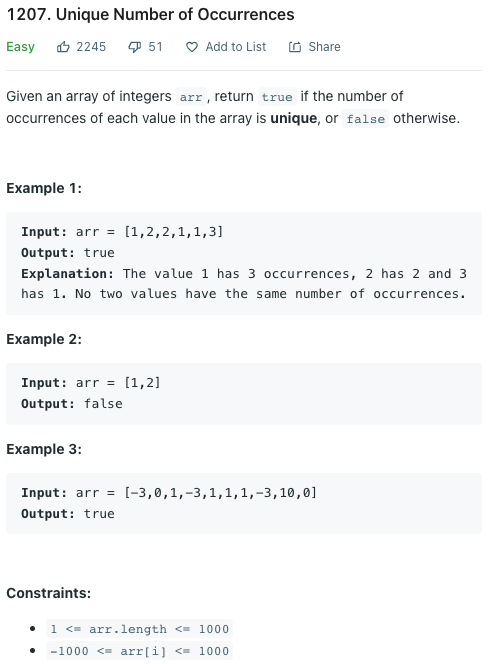 1207. Unique Number of Occurrences
Easy 2245 51 Add to List Share
Given an array of integers arr, return true if the number of
occurrences of each value in the array is unique, or false otherwise.
Example 1:
Input: arr = [1,2,2,1,1,3]
Output: true
Explanation: The value 1 has 3 occurrences, 2 has 2 and 3
has 1. No two values have the same number of occurrences.
Example 2:
Input: arr = [1,2]
Output: false
Example 3:
Input: arr = [-3,0,1,-3,1,1,1,-3,10,0]
Output: true
Constraints:
• 1 <= arr.length <= 1000
• -1000 <= arr[i] <= 1000